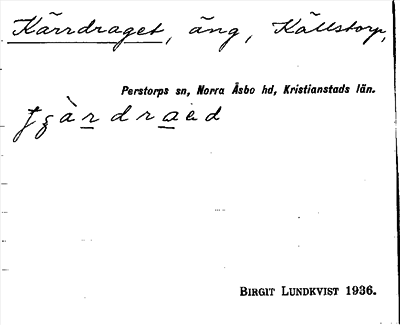 Kärrdraget, äng, Källstorp,
Perstorps sn, Norra Åsbo hd, Kristianstads län.
BIRGIT LUNDKVIST 1936.